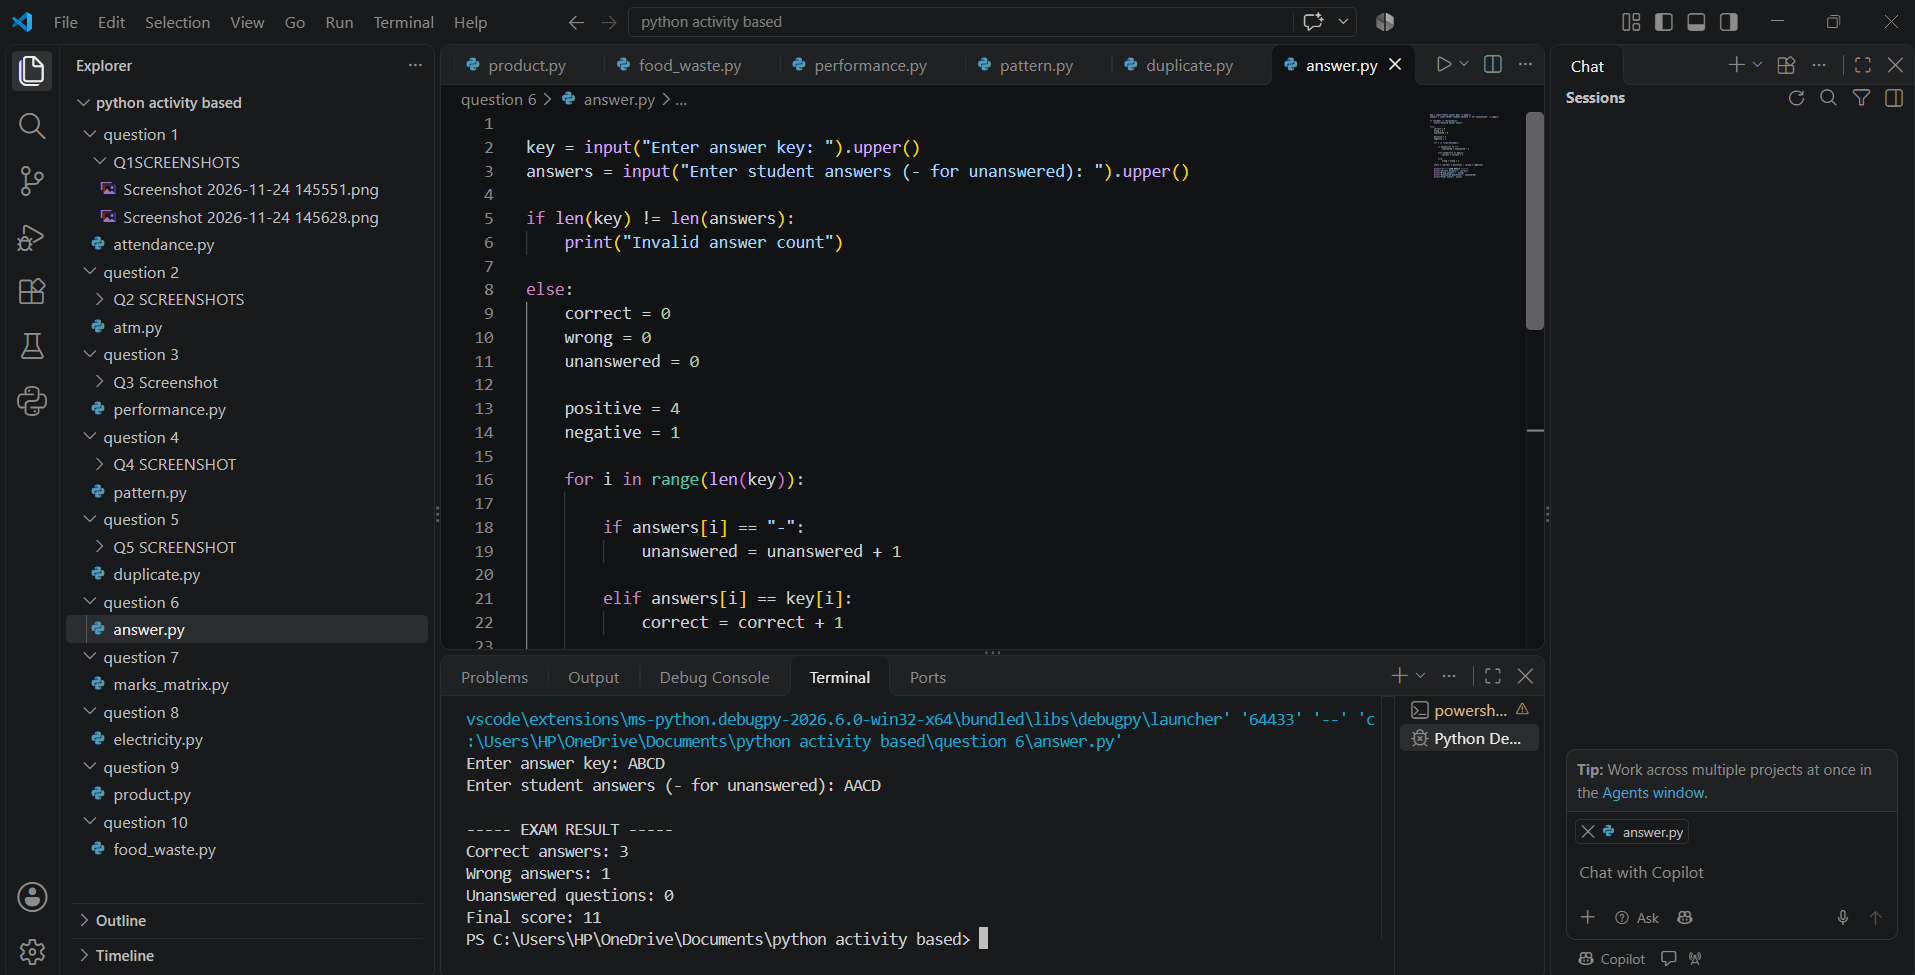 File Edit Selection View Go Run Terminal Help
python activity based
Explorer
python activity based
question 1
Q1SCREENSHOTS
Screenshot 2026-11-24 145551.png
Screenshot 2026-11-24 145628.png
attendance.py
question 2
Q2 SCREENSHOTS
atm.py
question 3
Q3 Screenshot
performance.py
question 4
Q4 SCREENSHOT
pattern.py
question 5
Q5 SCREENSHOT
duplicate.py
question 6
answer.py
question 7
marks_matrix.py
question 8
electricity.py
question 9
product.py
question 10
food_waste.py
Outline
Timeline
product.py food_waste.py performance.py pattern.py duplicate.py answer.py
question 6 > answer.py > ...
1
2 key = input("Enter answer key: ").upper()
3 answers = input("Enter student answers (- for unanswered): ").upper()
4
5 if len(key) != len(answers):
6 print("Invalid answer count")
7
8 else:
9 correct = 0
10 wrong = 0
11 unanswered = 0
12
13 positive = 4
14 negative = 1
15
16 for i in range(len(key)):
17
18 if answers[i] == "-":
19 unanswered = unanswered + 1
20
21 elif answers[i] == key[i]:
22 correct = correct + 1
23
Problems Output Debug Console Terminal Ports
vscode\extensions\ms-python.debugpy-2026.6.0-win32-x64\bundled\libs\debugpy\launcher' '64433' '--' 'c
:\Users\HP\OneDrive\Documents\python activity based\question 6\answer.py'
Enter answer key: ABCD
Enter student answers (- for unanswered): AACD
----- EXAM RESULT -----
Correct answers: 3
Wrong answers: 1
Unanswered questions: 0
Final score: 11
PS C:\Users\HP\OneDrive\Documents\python activity based>
powersh...
Python De...
Chat
Sessions
Tip: Work across multiple projects at once in
the Agents window.
answer.py
Chat with Copilot
Ask
Copilot